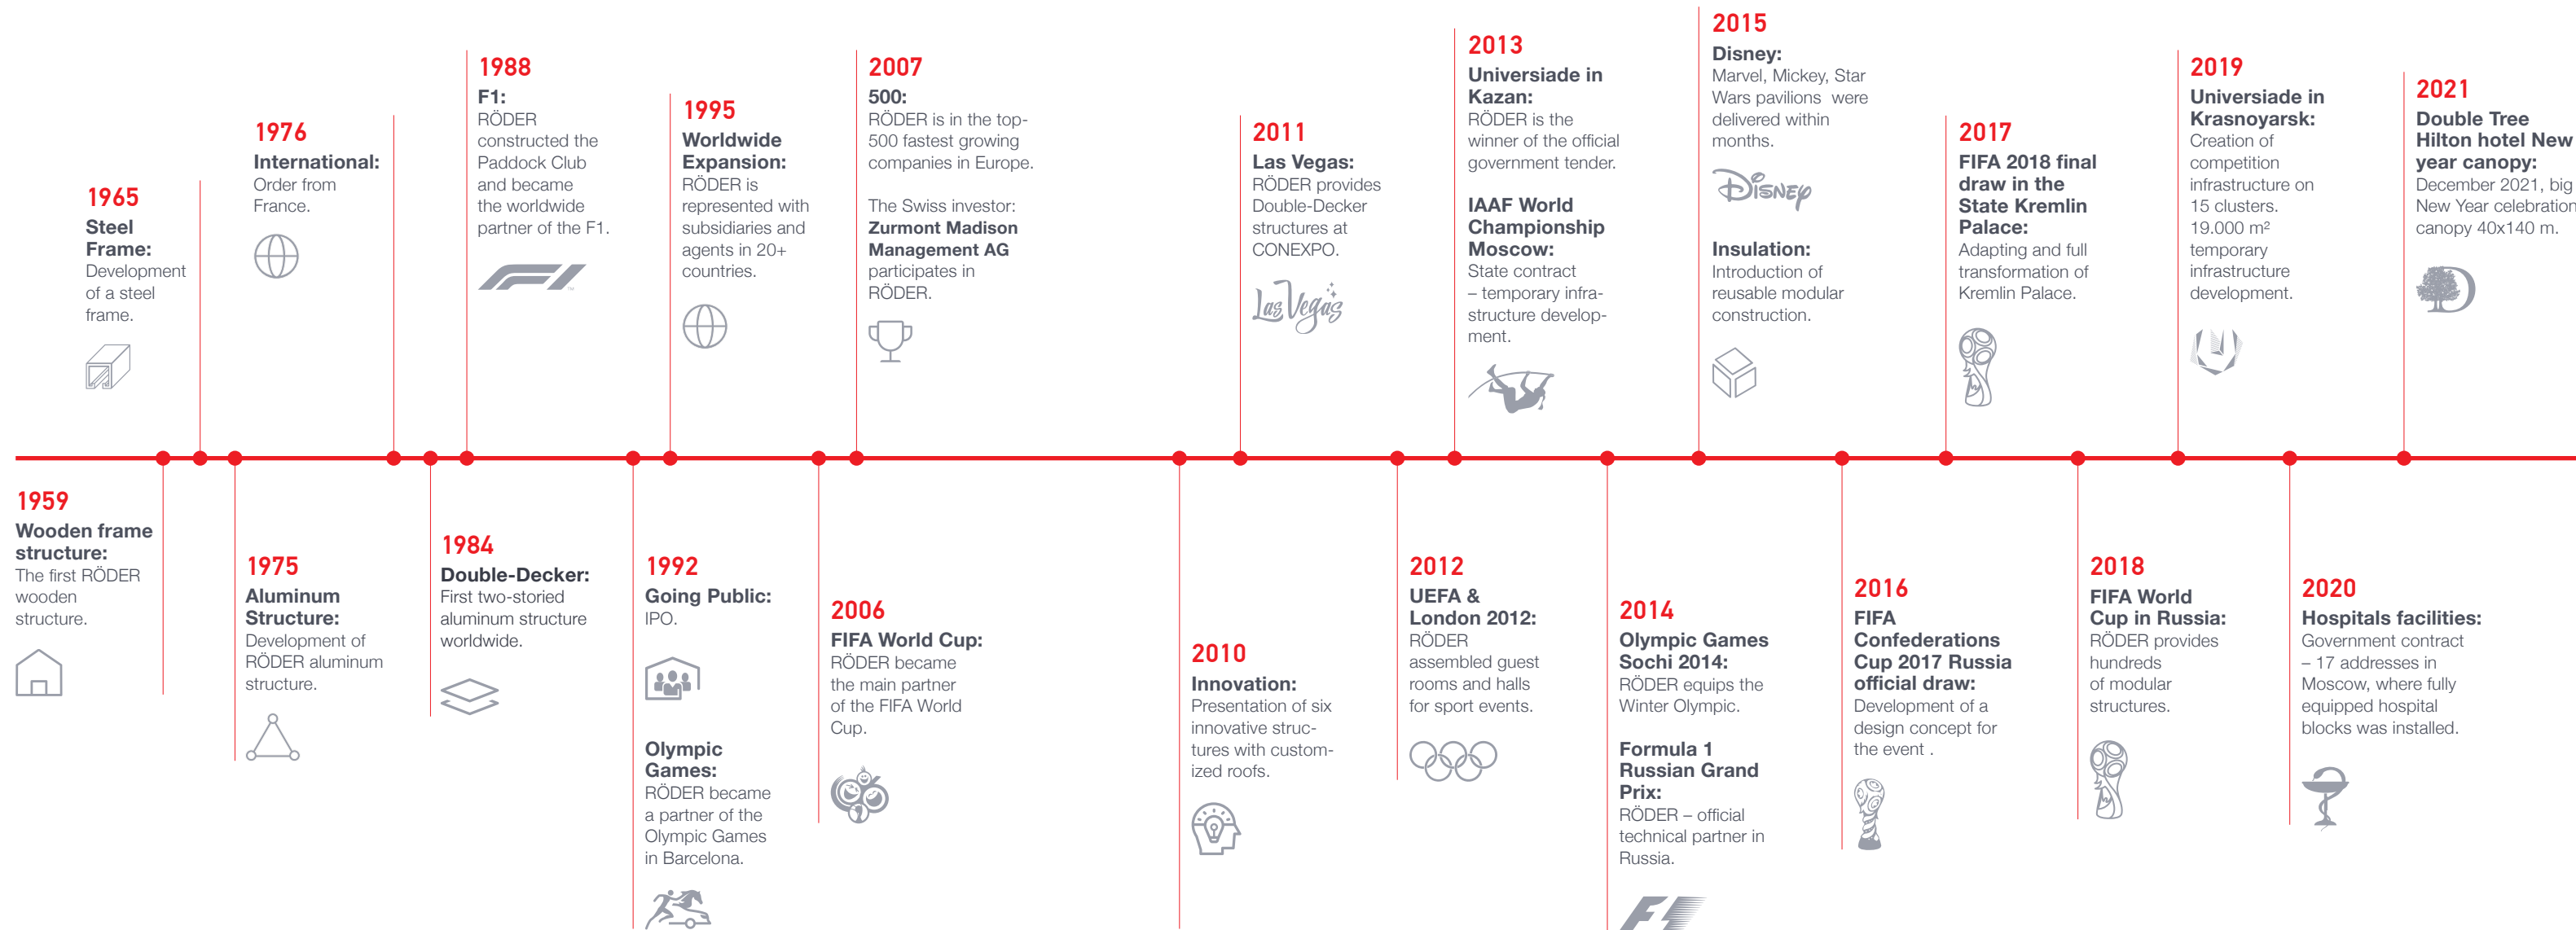 1959
Wooden frame
structure:
The first RÖDER
wooden
structure.
1965
Steel
Frame:
Development
of a steel
frame.
1975
Aluminum
Structure:
Development of
RÖDER aluminum
structure.
1976
International:
Order from
France.
1984
Double-Decker:
First two-storied
aluminum structure
worldwide.
1988
F1:
RÖDER
constructed the
Paddock Club
and became
the worldwide
partner of the F1.
1992
Going Public:
IPO.
Olympic
Games:
RÖDER became
a partner of the
Olympic Games
in Barcelona.
1995
Worldwide
Expansion:
RÖDER is
represented with
subsidiaries and
agents in 20+
countries.
2006
FIFA World Cup:
RÖDER became
the main partner
of the FIFA World
Cup.
2007
500:
RÖDER is in the top-
500 fastest growing
companies in Europe.
The Swiss investor:
Zurmont Madison
Management AG
participates in
RÖDER.
2010
Innovation:
Presentation of six
innovative struc-
tures with custom-
ized roofs.
2011
Las Vegas:
RÖDER provides
Double-Decker
structures at
CONEXPO.
Las Vegas
2012
UEFA &
London 2012:
RÖDER
assembled guest
rooms and halls
for sport events.
2013
Universiade in
Kazan:
RÖDER is the
winner of the official
government tender.
IAAF World
Championship
Moscow:
State contract
– temporary infra-
structure develop-
ment.
2014
Olympic Games
Sochi 2014:
RÖDER equips the
Winter Olympic.
Formula 1
Russian Grand
Prix:
RÖDER – official
technical partner in
Russia.
F1
2015
Disney:
Marvel, Mickey, Star
Wars pavilions were
delivered within
months.
Disney
Insulation:
Introduction of
reusable modular
construction.
2016
FIFA
Confederations
Cup 2017 Russia
official draw:
Development of a
design concept for
the event .
2017
FIFA 2018 final
draw in the
State Kremlin
Palace:
Adapting and full
transformation of
Kremlin Palace.
2018
FIFA World
Cup in Russia:
RÖDER provides
hundreds
of modular
structures.
2019
Universiade in
Krasnoyarsk:
Creation of
competition
infrastructure on
15 clusters.
19.000 m²
temporary
infrastructure
development.
2020
Hospitals facilities:
Government contract
– 17 addresses in
Moscow, where fully
equipped hospital
blocks was installed.
2021
Double Tree
Hilton hotel New
year canopy:
December 2021, big
New Year celebration
canopy 40x140 m.